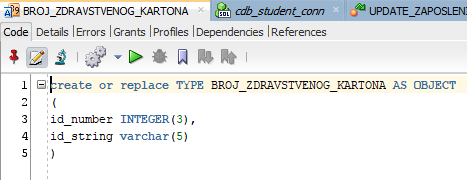 BROJ_ZDRAVSTVENOG_KARTONA cdb_student_conn UPDATE_ZAPOSLENI
Code Details Errors Grants Profiles Dependencies References
1 create or replace TYPE BROJ_ZDRAVSTVENOG_KARTONA AS OBJECT
2 (
3 id_number INTEGER(3),
4 id_string varchar(5)
5 )